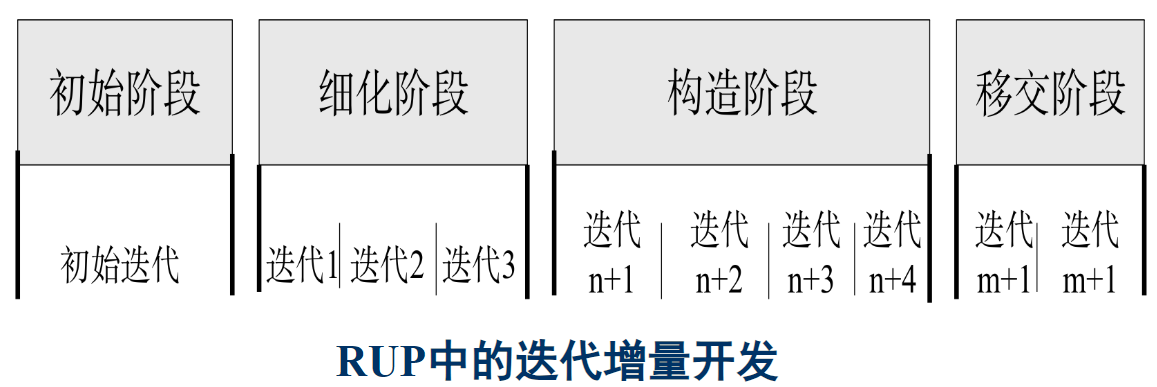 初始阶段 细化阶段 构造阶段 移交阶段
初始迭代 迭代1 迭代2 迭代3 迭代 n+1 迭代 n+2 迭代 n+3 迭代 n+4 迭代 m+1 迭代 m+1
RUP中的迭代增量开发